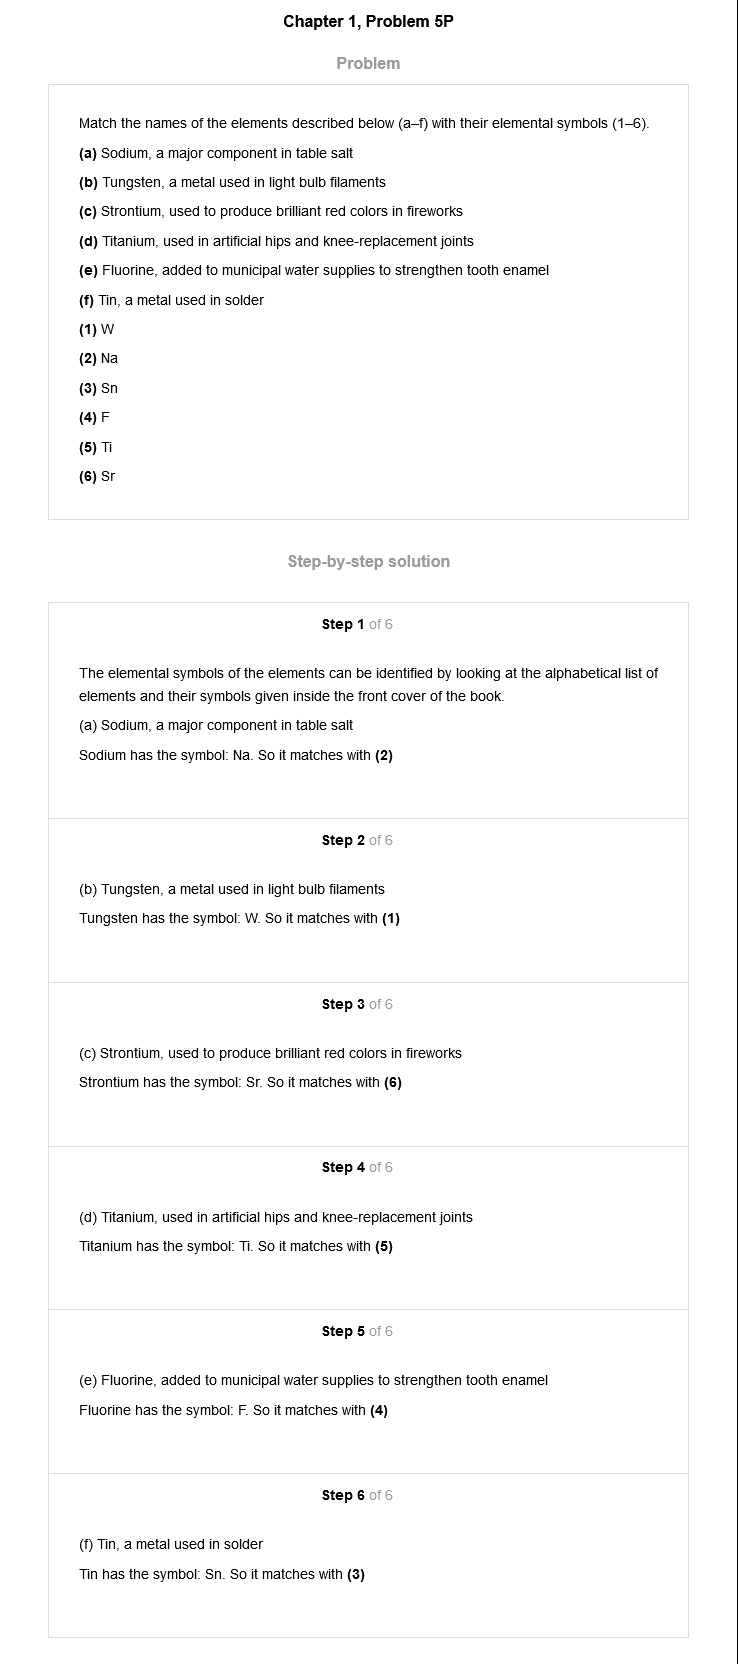 Chapter 1, Problem 5P
Problem
Match the names of the elements described below (a–f) with their elemental symbols (1–6).
(a) Sodium, a major component in table salt
(b) Tungsten, a metal used in light bulb filaments
(c) Strontium, used to produce brilliant red colors in fireworks
(d) Titanium, used in artificial hips and knee-replacement joints
(e) Fluorine, added to municipal water supplies to strengthen tooth enamel
(f) Tin, a metal used in solder
(1) W
(2) Na
(3) Sn
(4) F
(5) Ti
(6) Sr
Step-by-step solution
Step 1 of 6
The elemental symbols of the elements can be identified by looking at the alphabetical list of
elements and their symbols given inside the front cover of the book.
(a) Sodium, a major component in table salt
Sodium has the symbol: Na. So it matches with (2)
Step 2 of 6
(b) Tungsten, a metal used in light bulb filaments
Tungsten has the symbol: W. So it matches with (1)
Step 3 of 6
(c) Strontium, used to produce brilliant red colors in fireworks
Strontium has the symbol: Sr. So it matches with (6)
Step 4 of 6
(d) Titanium, used in artificial hips and knee-replacement joints
Titanium has the symbol: Ti. So it matches with (5)
Step 5 of 6
(e) Fluorine, added to municipal water supplies to strengthen tooth enamel
Fluorine has the symbol: F. So it matches with (4)
Step 6 of 6
(f) Tin, a metal used in solder
Tin has the symbol: Sn. So it matches with (3)